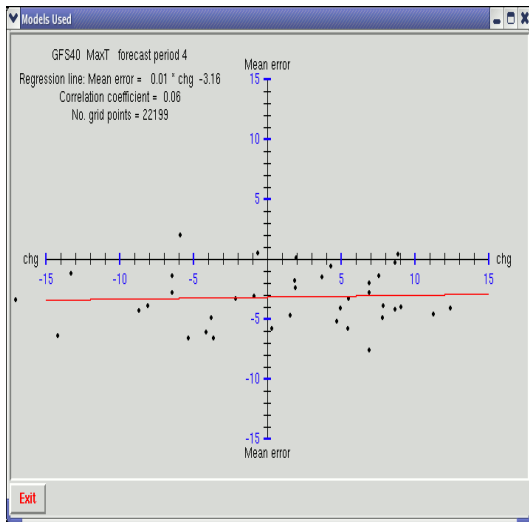 Models Used
GFS40 MaxT forecast period 4
Regression line: Mean error = 0.01 * chg -3.16
Correlation coefficient = 0.06
No. grid points = 22199
Mean error
15
10
5
chg
-15
-5
5
15
chg
-5
-10
-15
Mean error
Exit